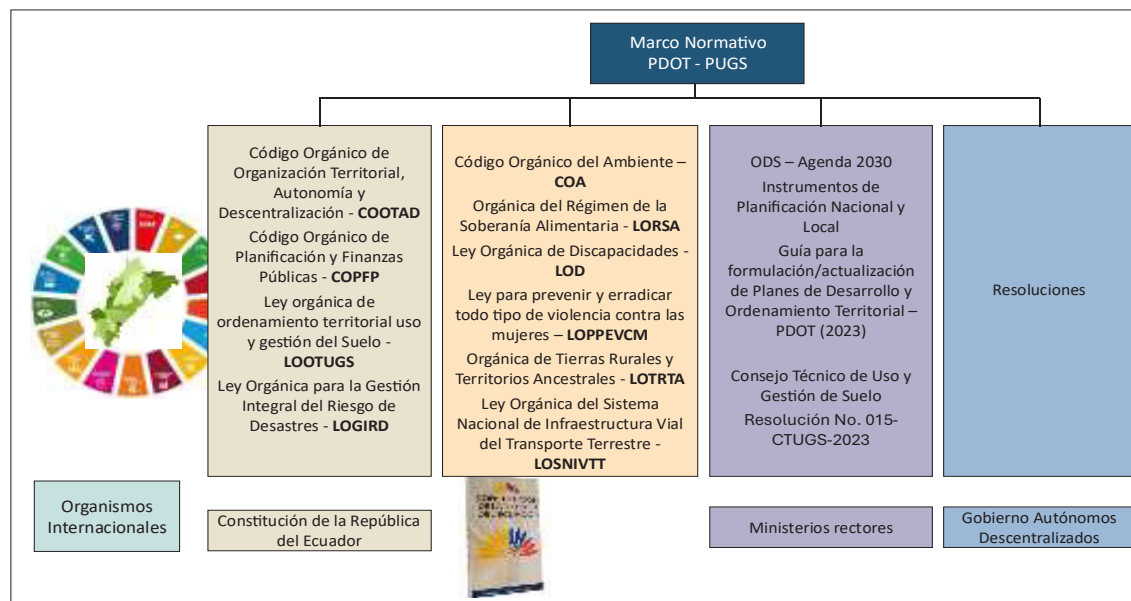 Marco Normativo
PDOT - PUGS
Código Orgánico de
Organización Territorial,
Autonomía y
Descentralización - COOTAD
Código Orgánico de
Planificación y Finanzas
Públicas - COPFP
Ley orgánica de
ordenamiento territorial uso
y gestión del Suelo -
LOOTUGS
Ley Orgánica para la Gestión
Integral del Riesgo de
Desastres - LOGIRD
Código Orgánico del Ambiente –
COA
Orgánica del Régimen de la
Soberanía Alimentaria - LORSA
Ley Orgánica de Discapacidades -
LOD
Ley para prevenir y erradicar
todo tipo de violencia contra las
mujeres – LOPPEVCM
Orgánica de Tierras Rurales y
Territorios Ancestrales - LOTRTA
Ley Orgánica del Sistema
Nacional de Infraestructura Vial
del Transporte Terrestre -
LOSNIVTT
ODS – Agenda 2030
Instrumentos de
Planificación Nacional y
Local
Guía para la
formulación/actualización
de Planes de Desarrollo y
Ordenamiento Territorial –
PDOT (2023)
Consejo Técnico de Uso y
Gestión de Suelo
Resolución No. 015-
CTUGS-2023
Resoluciones
Organismos
Internacionales
Constitución de la República
del Ecuador
Ministerios rectores
Gobierno Autónomos
Descentralizados